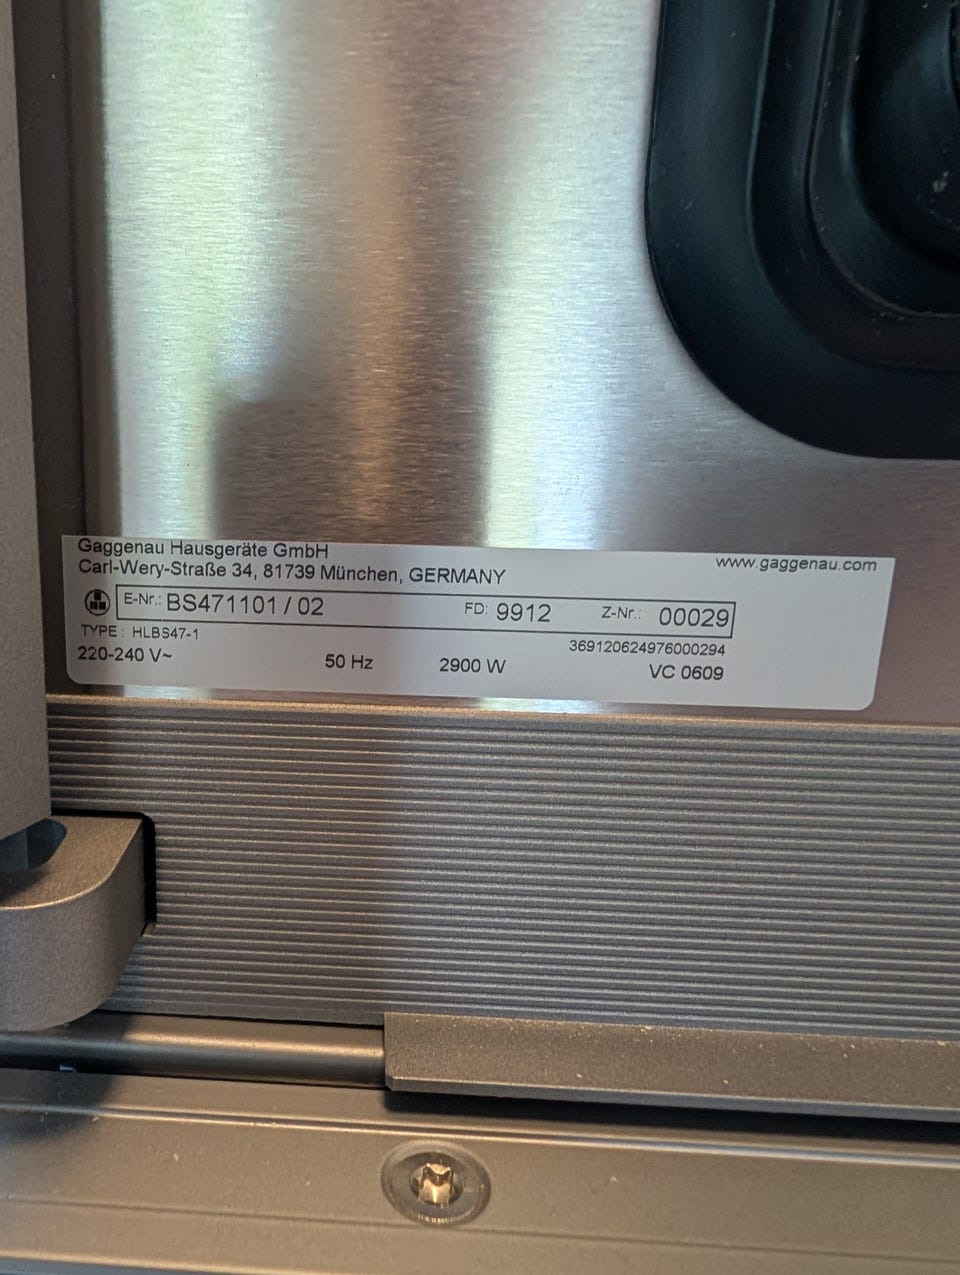 Gaggenau Hausgeräte GmbH
Carl-Wery-Straße 34, 81739 München, GERMANY
www.gaggenau.com
E-Nr.: BS471101 / 02 FD: 9912 Z-Nr.: 00029
TYPE : HLBS47-1 369120624976000294
220-240 V~ 50 Hz 2900 W VC 0609